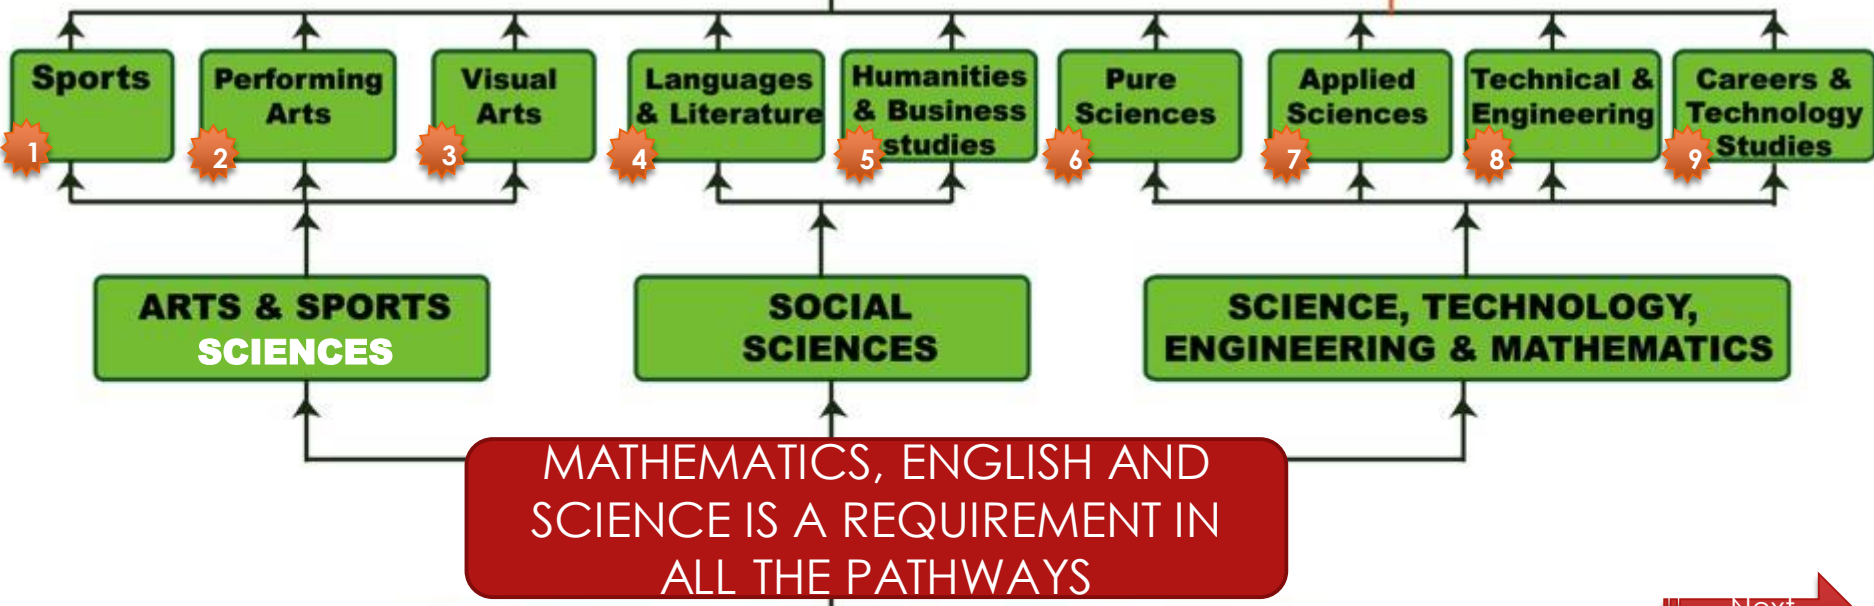 Sports
Performing
Arts
Visual
Arts
Languages
& Literature
Humanities
& Business
studies
Pure
Sciences
Applied
Sciences
Technical &
Engineering
Careers &
Technology
Studies
1
2
3
4
5
6
7
8
9
ARTS & SPORTS
SCIENCES
SOCIAL
SCIENCES
SCIENCE, TECHNOLOGY,
ENGINEERING & MATHEMATICS
MATHEMATICS, ENGLISH AND
SCIENCE IS A REQUIREMENT IN
ALL THE PATHWAYS
Next